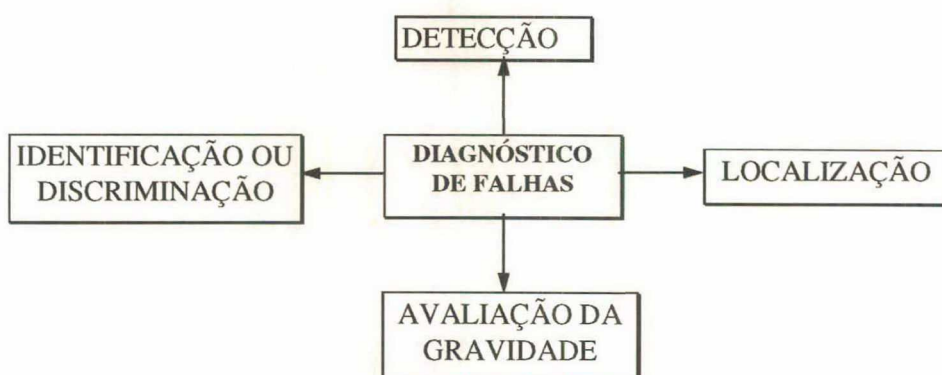 DETECÇÃO
IDENTIFICAÇÃO OU
DISCRIMINAÇÃO
DIAGNÓSTICO
DE FALHAS
LOCALIZAÇÃO
AVALIAÇÃO DA
GRAVIDADE